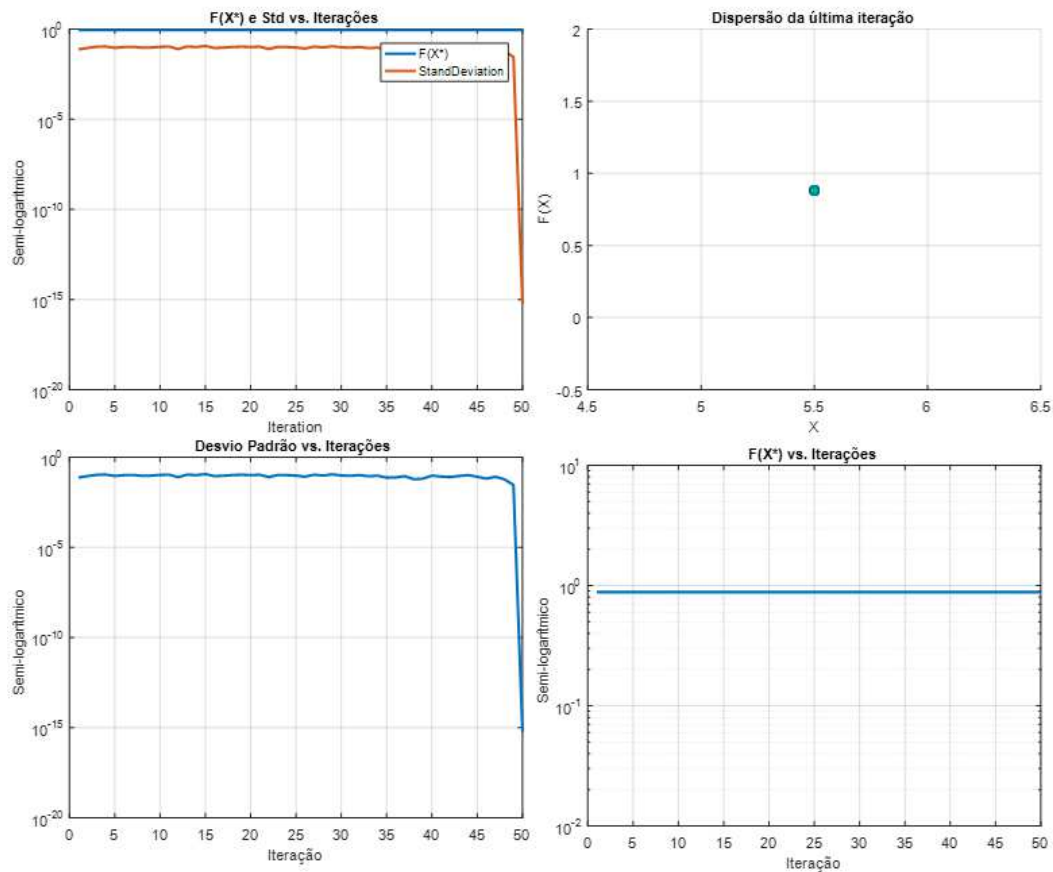 F(X*) e Std vs. Iterações
Semi-logarítmico
10^0
10^-5
10^-10
10^-15
10^-20
F(X*)
StandDeviation
0 5 10 15 20 25 30 35 40 45 50
Iteration
Dispersão da última iteração
F(X)
2
1.5
1
0.5
0
-0.5
4.5 5 5.5 6 6.5
X
Desvio Padrão vs. Iterações
Semi-logarítmico
10^0
10^-5
10^-10
10^-15
10^-20
0 5 10 15 20 25 30 35 40 45 50
Iteração
F(X*) vs. Iterações
Semi-logarítmico
10^1
10^0
10^-1
10^-2
0 5 10 15 20 25 30 35 40 45 50
Iteração